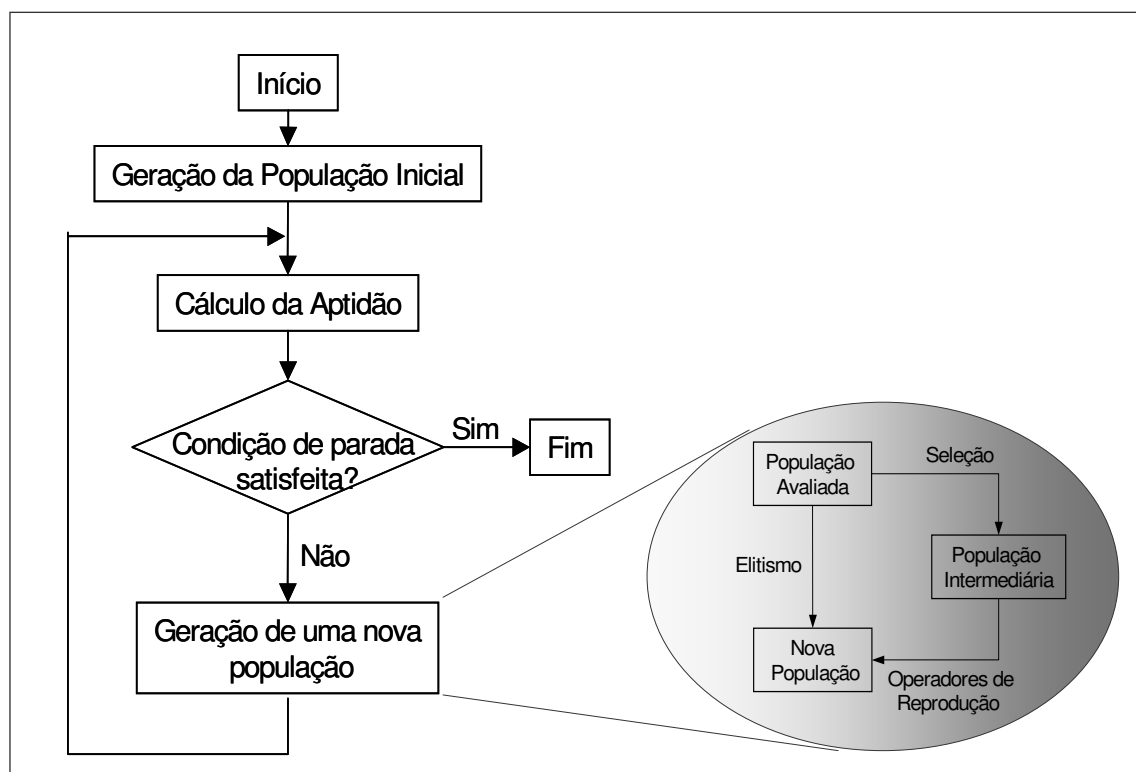 Início
Geração da População Inicial
Cálculo da Aptidão
Condição de parada
satisfeita?
Sim
Fim
Não
Geração de uma nova
população
População
Avaliada
Seleção
Elitismo
População
Intermediária
Nova
População
Operadores de
Reprodução